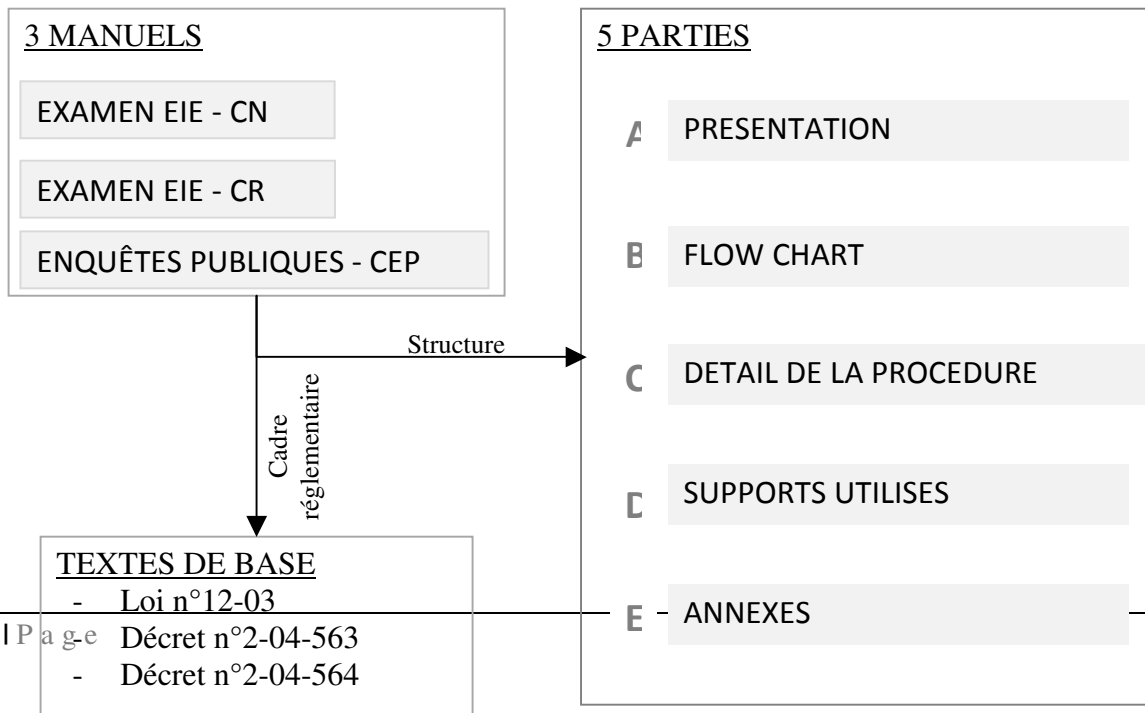 3 MANUELS
EXAMEN EIE - CN
EXAMEN EIE - CR
ENQUÊTES PUBLIQUES - CEP
Structure
Cadre
réglementaire
TEXTES DE BASE
- Loi n°12-03
- Décret n°2-04-563
- Décret n°2-04-564
| P a g e
5 PARTIES
A PRESENTATION
B FLOW CHART
C DETAIL DE LA PROCEDURE
D SUPPORTS UTILISES
E ANNEXES